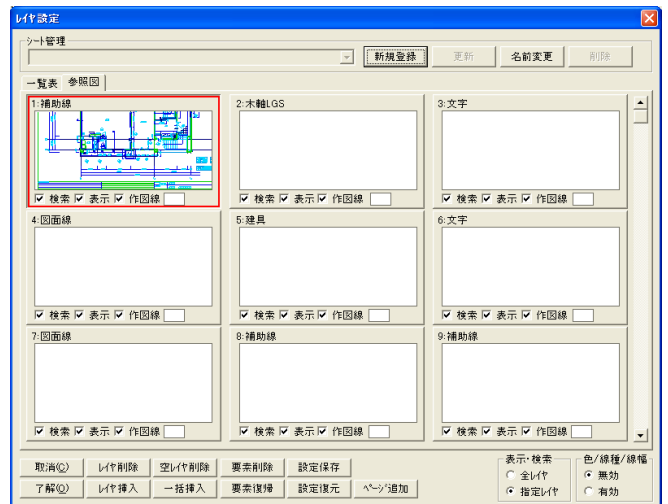 レイヤ設定
シート管理
新規登録 更新 名前変更 削除
一覧表 参照図
1:補助線 2:木軸LGS 3:文字
検索 表示 作図線 検索 表示 作図線 検索 表示 作図線
4:図面線 5:建具 6:文字
検索 表示 作図線 検索 表示 作図線 検索 表示 作図線
7:図面線 8:補助線 9:補助線
検索 表示 作図線 検索 表示 作図線 検索 表示 作図線
表示・検索 色/線種/線幅
取消(C) レイヤ削除 空レイヤ削除 要素削除 設定保存 全レイヤ 無効
了解(O) レイヤ挿入 一括挿入 要素復帰 設定復元 ページ追加 指定レイヤ 有効